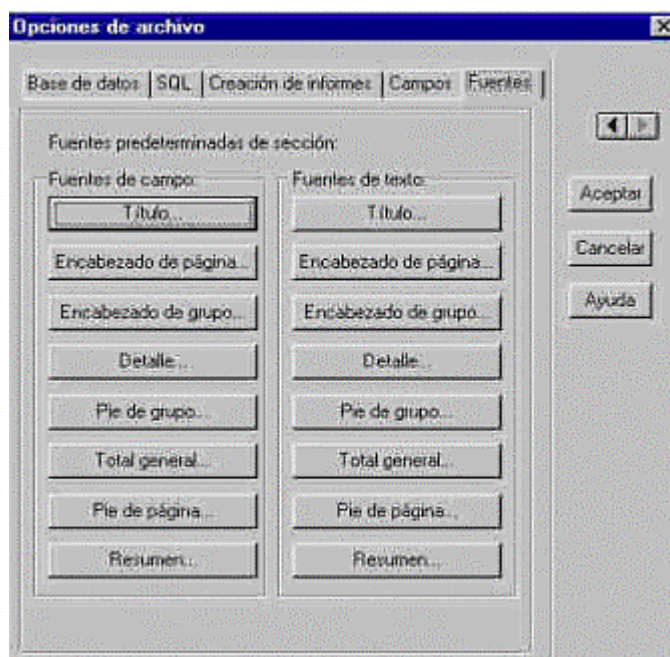 Opciones de archivo
Base de datos SQL Creación de informes Campos Fuentes
Fuentes predeterminadas de sección:
Fuentes de campo: Fuentes de texto:
Título... Título...
Encabezado de página... Encabezado de página...
Encabezado de grupo... Encabezado de grupo...
Detalle... Detalle...
Pie de grupo... Pie de grupo...
Total general... Total general...
Pie de página... Pie de página...
Resumen... Resumen...
Aceptar
Cancelar
Ayuda